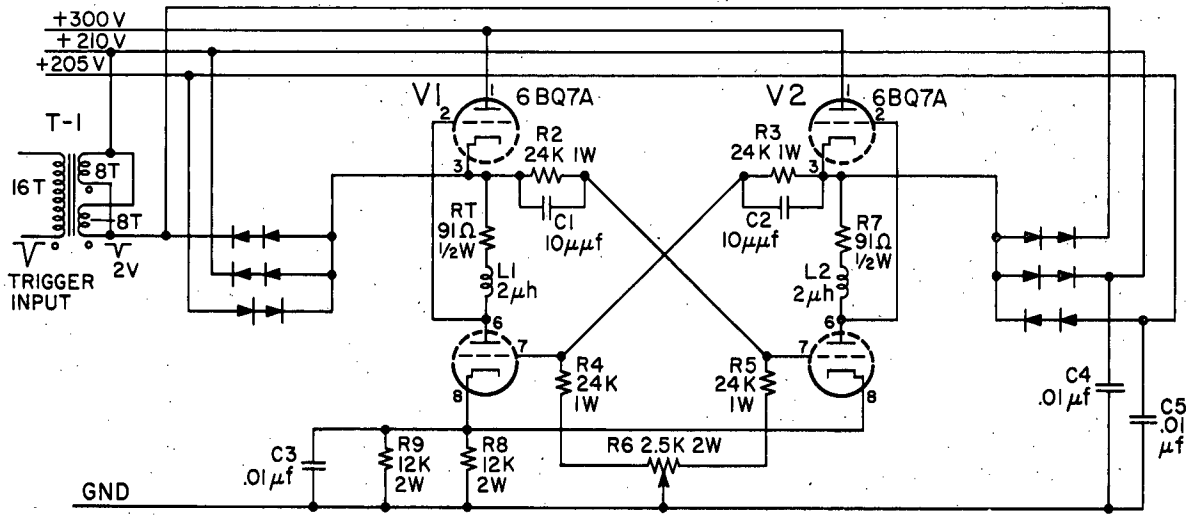 +300V
+210V
+205V
T-1
16T
8T
8T
2V
TRIGGER
INPUT
V1
6BQ7A
1
2
3
R2
24K 1W
C1
10μμf
RT
91Ω
1/2W
L1
2μh
6
7
8
V2
6BQ7A
1
2
3
R3
24K 1W
C2
10μμf
R7
91Ω
1/2W
L2
2μh
6
7
8
R4
24K
1W
R5
24K
1W
R6 2.5K 2W
C3
.01μf
R9
12K
2W
R8
12K
2W
C4
.01μf
C5
.01
μf
GND